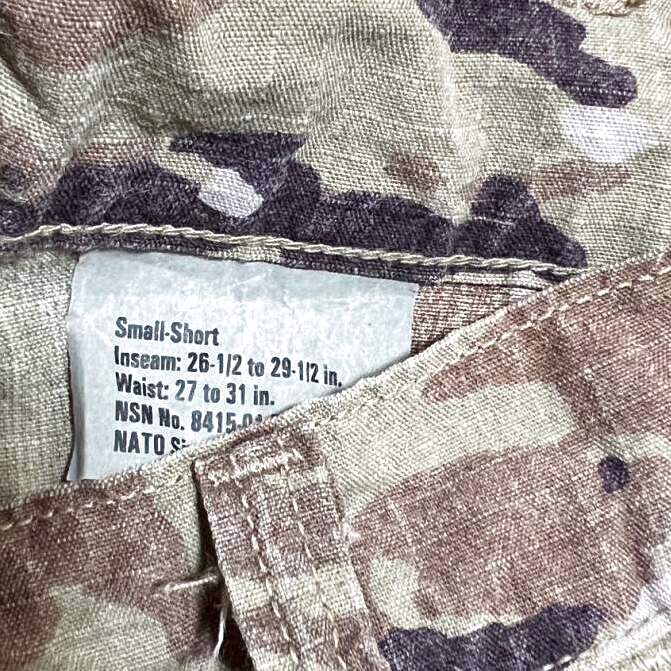 Small-Short
Inseam: 26-1/2 to 29-1/2 in.
Waist: 27 to 31 in.
NSN No. 8415-01
NATO